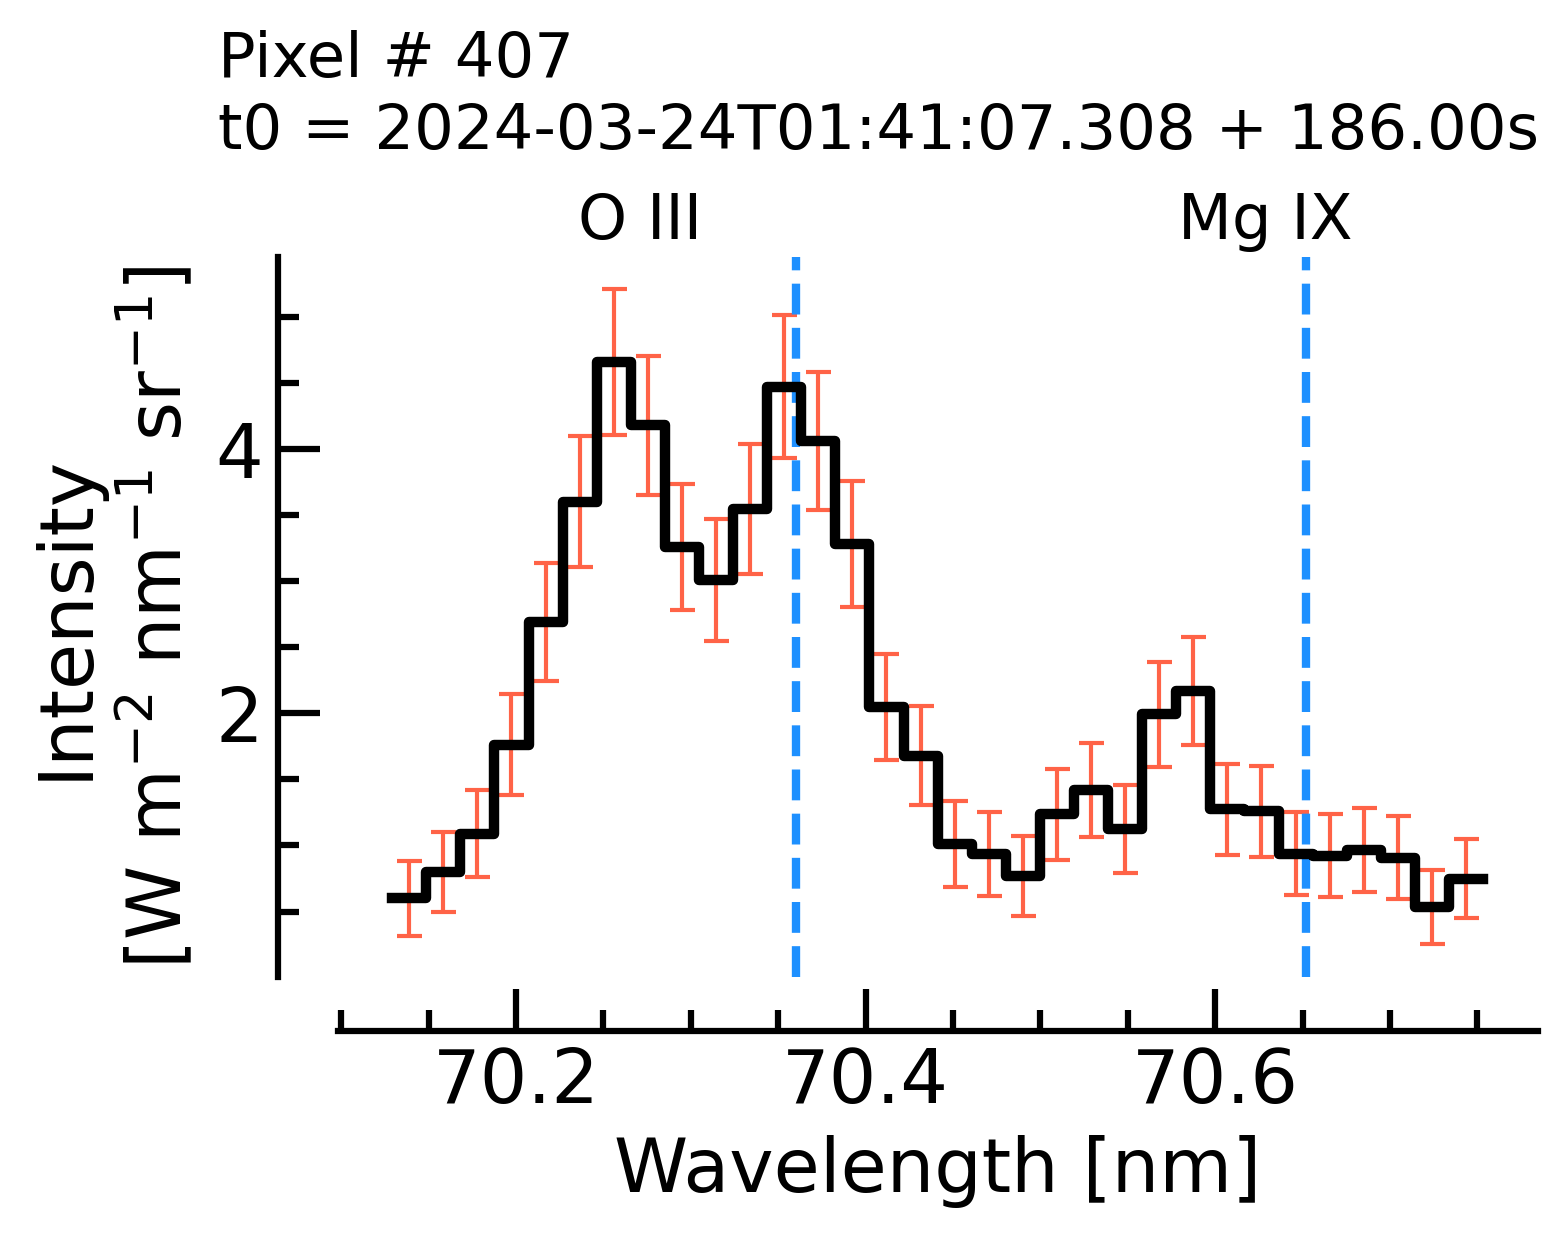 Pixel # 407
t0 = 2024-03-24T01:41:07.308 + 186.00s
O III Mg IX
Intensity
[W m⁻² nm⁻¹ sr⁻¹]
4
2
70.2 70.4 70.6
Wavelength [nm]